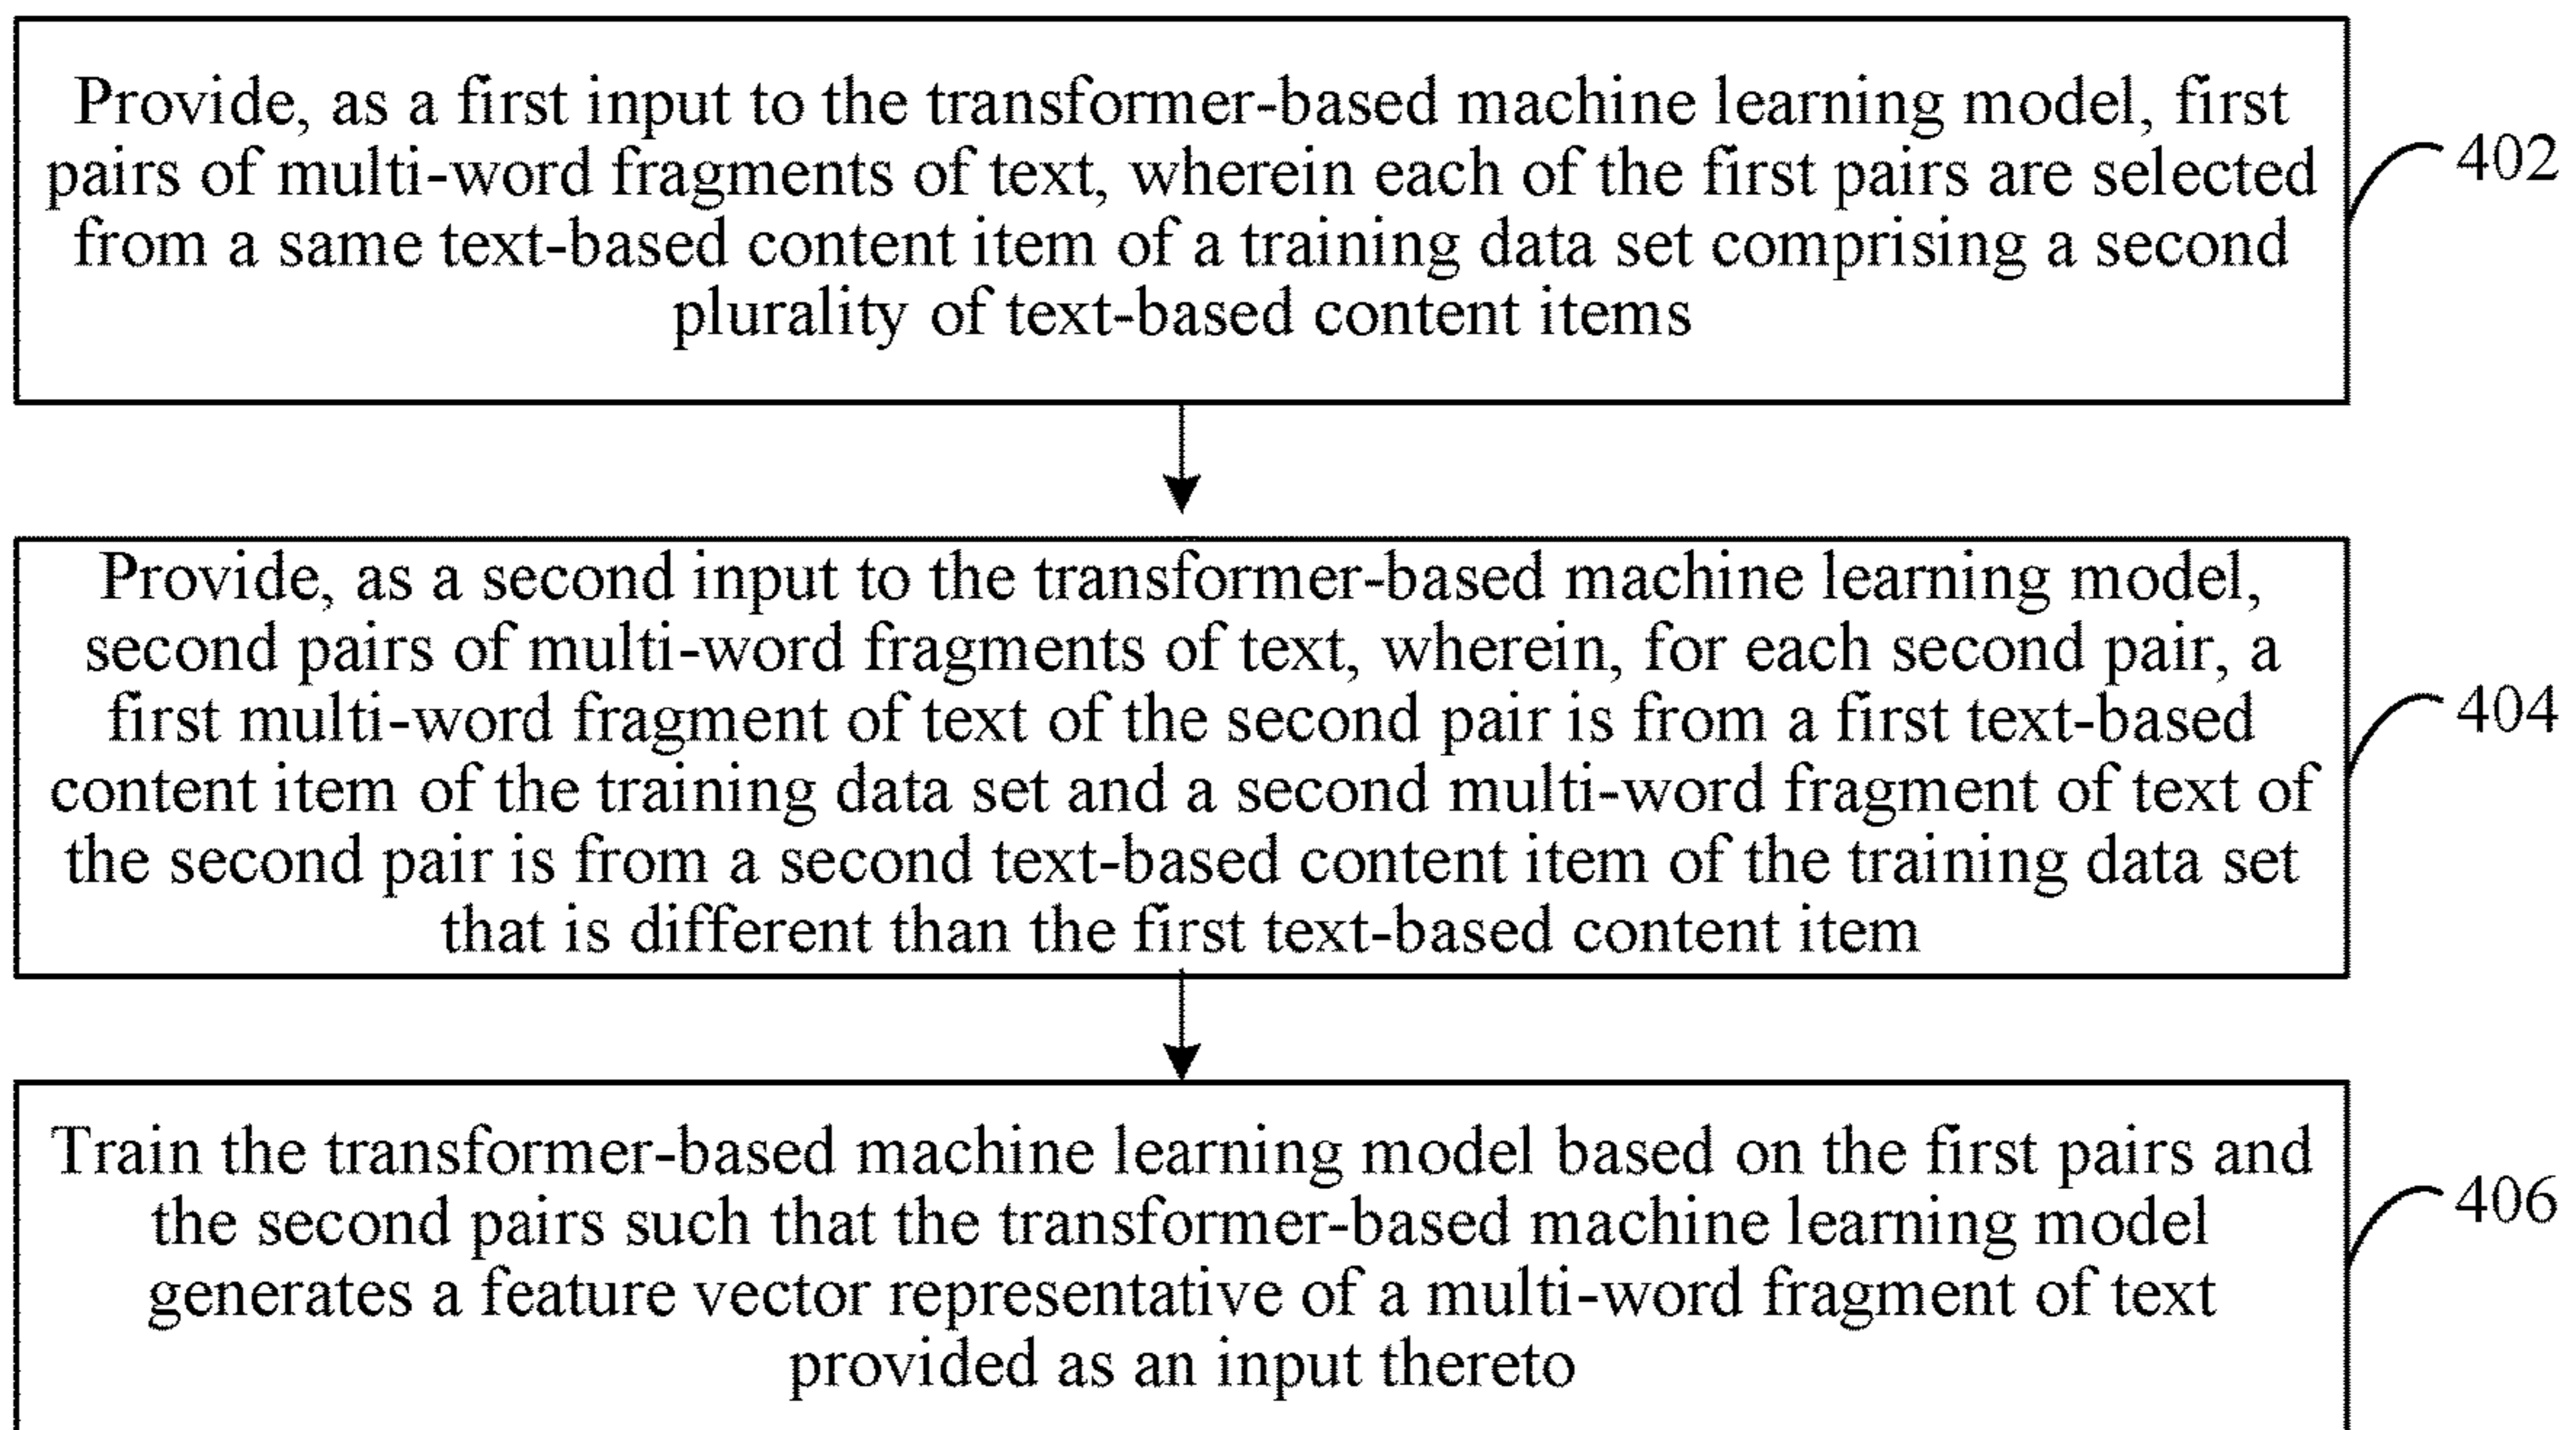 Provide, as a first input to the transformer-based machine learning model, first
pairs of multi-word fragments of text, wherein each of the first pairs are selected
from a same text-based content item of a training data set comprising a second
plurality of text-based content items
402
Provide, as a second input to the transformer-based machine learning model,
second pairs of multi-word fragments of text, wherein, for each second pair, a
first multi-word fragment of text of the second pair is from a first text-based
content item of the training data set and a second multi-word fragment of text of
the second pair is from a second text-based content item of the training data set
that is different than the first text-based content item
404
Train the transformer-based machine learning model based on the first pairs and
the second pairs such that the transformer-based machine learning model
generates a feature vector representative of a multi-word fragment of text
provided as an input thereto
406